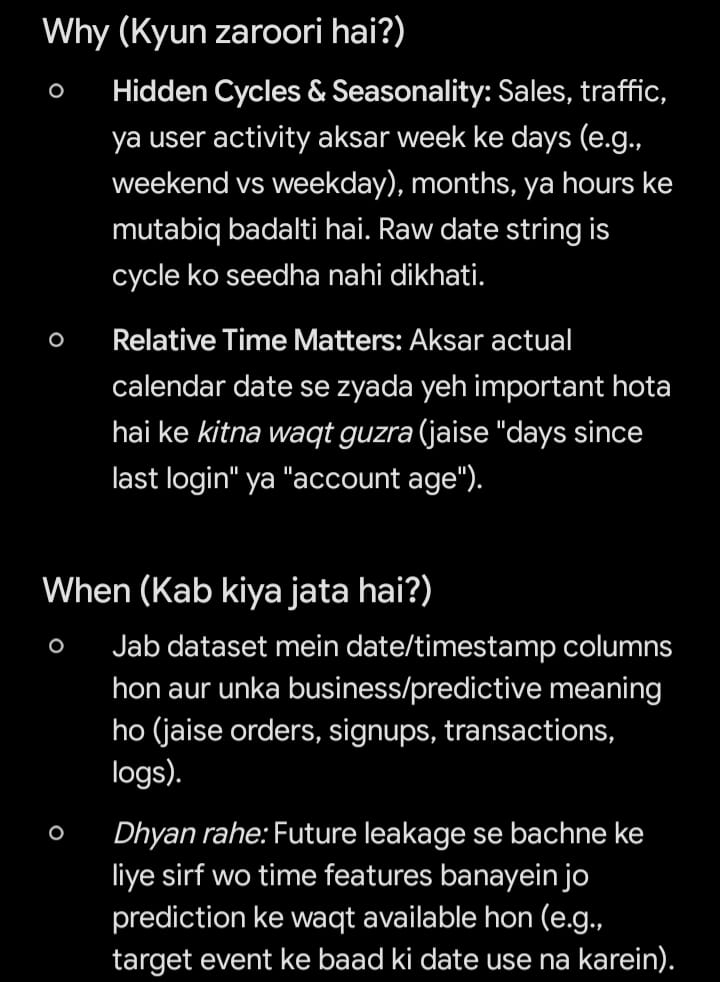 Why (Kyun zaroori hai?)
Hidden Cycles & Seasonality: Sales, traffic,
ya user activity aksar week ke days (e.g.,
weekend vs weekday), months, ya hours ke
mutabiq badalti hai. Raw date string is
cycle ko seedha nahi dikhati.
Relative Time Matters: Aksar actual
calendar date se zyada yeh important hota
hai ke kitna waqt guzra (jaise "days since
last login" ya "account age").
When (Kab kiya jata hai?)
Jab dataset mein date/timestamp columns
hon aur unka business/predictive meaning
ho (jaise orders, signups, transactions,
logs).
Dhyan rahe: Future leakage se bachne ke
liye sirf wo time features banayein jo
prediction ke waqt available hon (e.g.,
target event ke baad ki date use na karein).